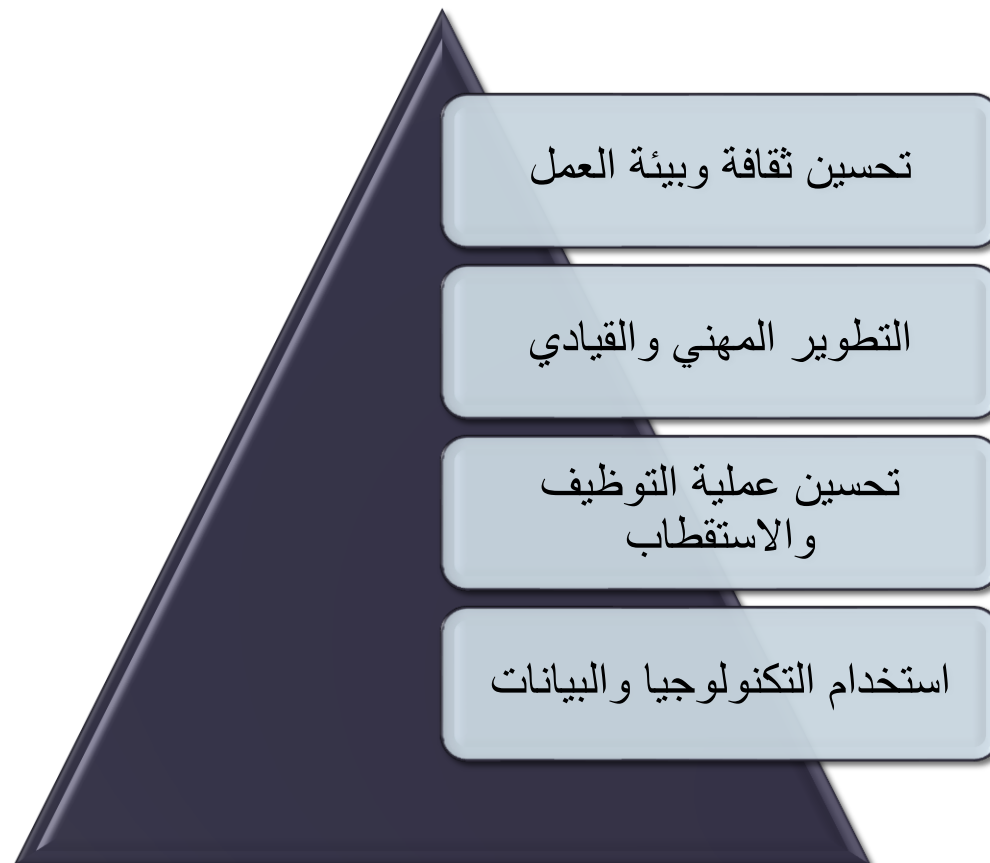 تحسين ثقافة وبيئة العمل
التطوير المهني والقيادي
تحسين عملية التوظيف
والاستقطاب
استخدام التكنولوجيا والبيانات